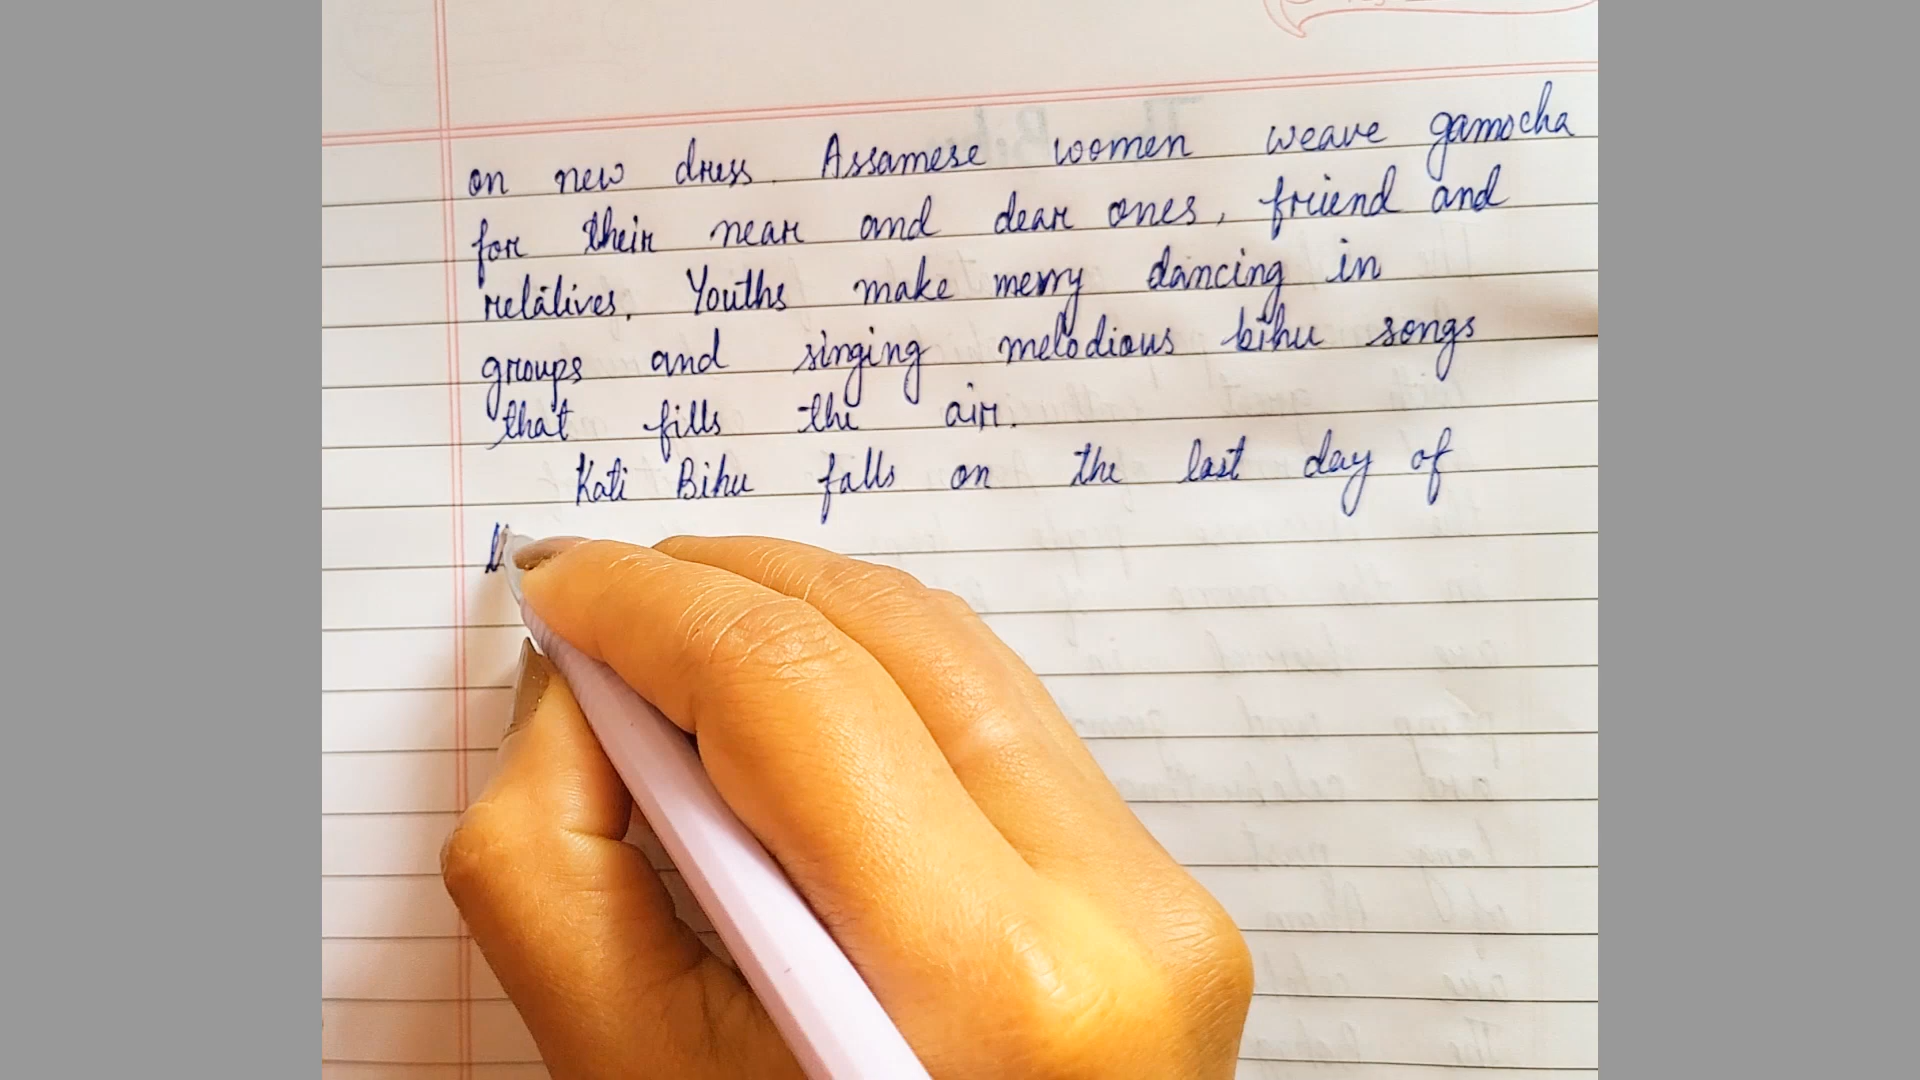 on new dress. Assamese women weave gamocha
for their near and dear ones, friend and
relatives. Youths make merry dancing in
groups and singing melodious bihu songs
that fills the air.
Kati Bihu falls on the last day of